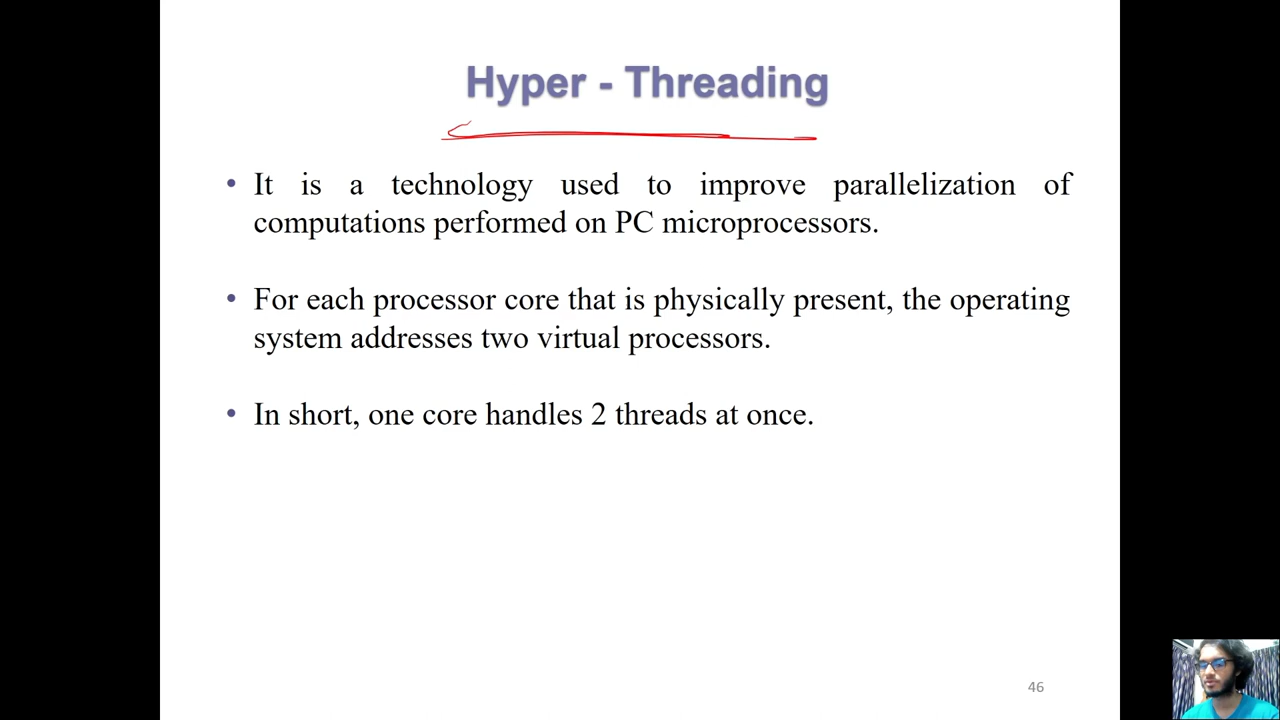 Hyper - Threading
• It is a technology used to improve parallelization of
computations performed on PC microprocessors.
• For each processor core that is physically present, the operating
system addresses two virtual processors.
• In short, one core handles 2 threads at once.
46